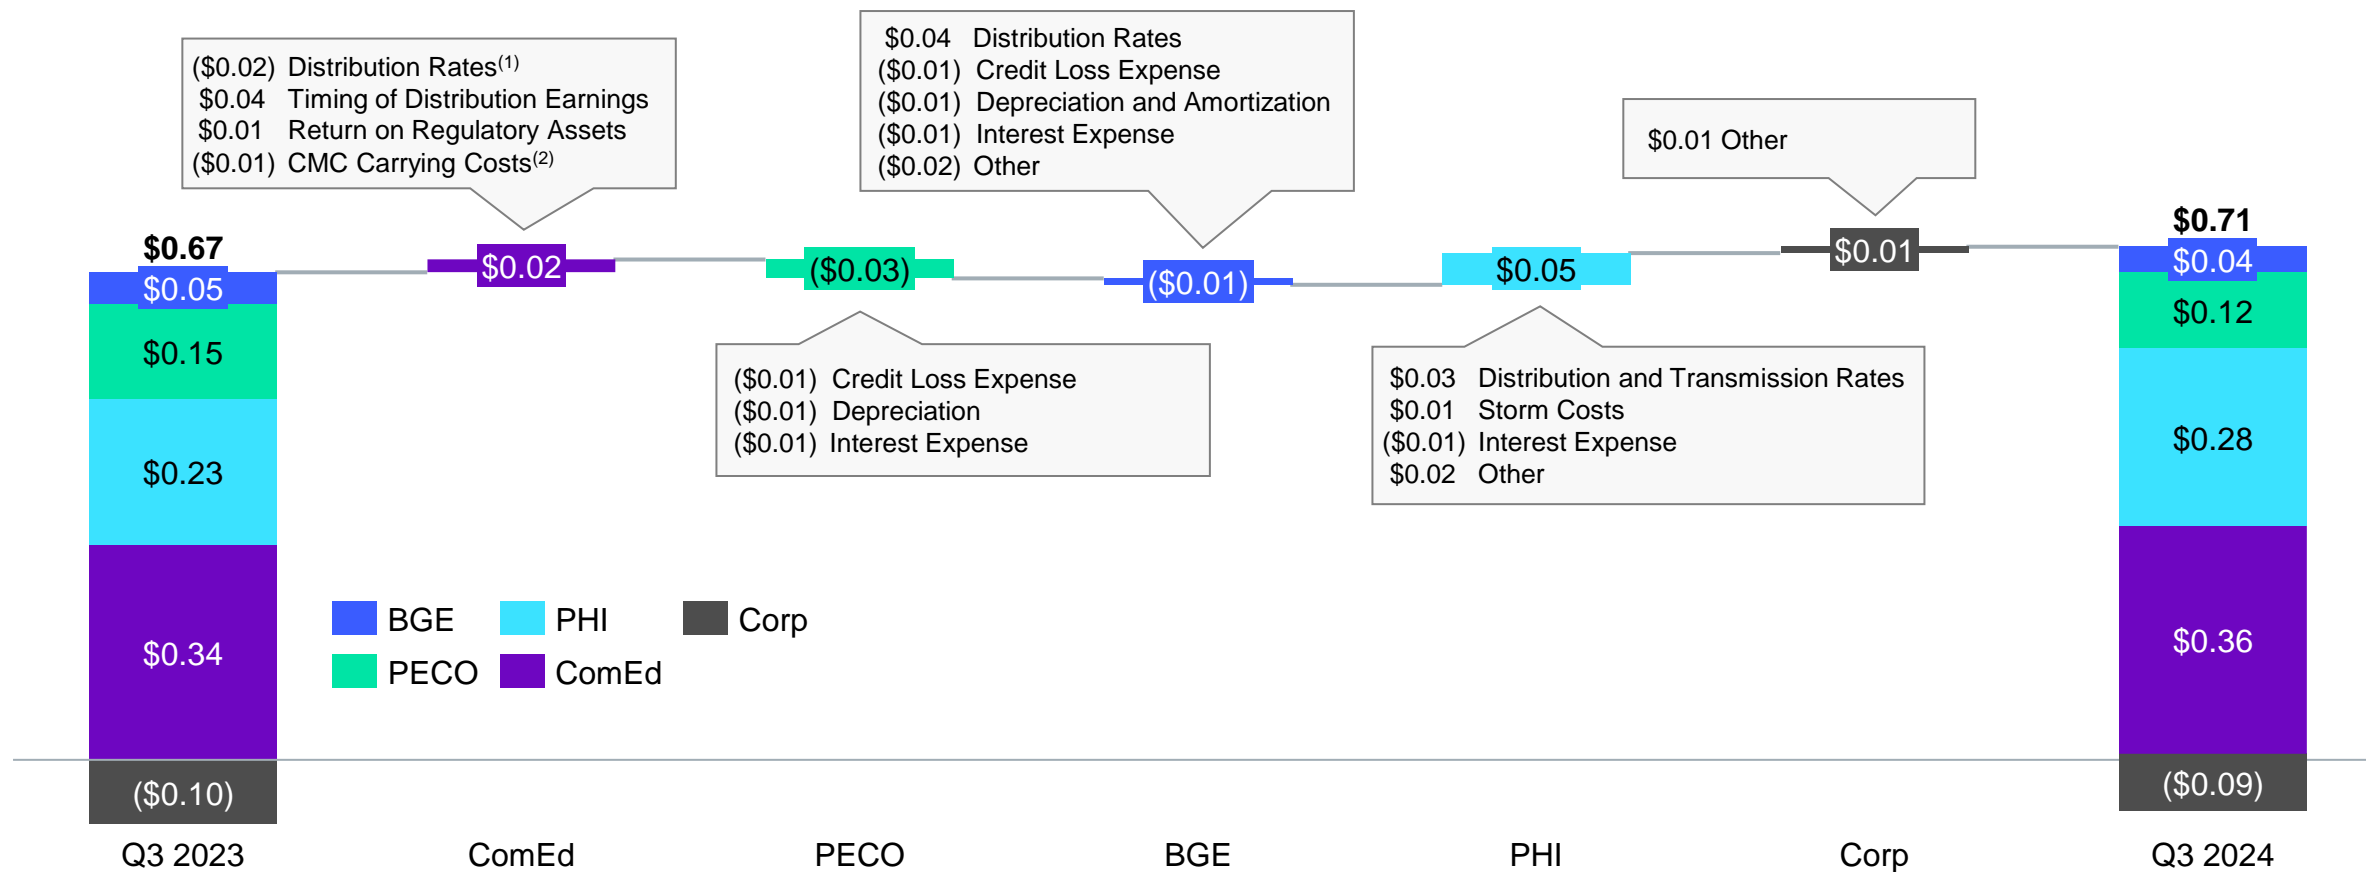 ($0.02) Distribution Rates(1)
$0.04 Timing of Distribution Earnings
$0.01 Return on Regulatory Assets
($0.01) CMC Carrying Costs(2)
$0.04 Distribution Rates
($0.01) Credit Loss Expense
($0.01) Depreciation and Amortization
($0.01) Interest Expense
($0.02) Other
$0.01 Other
$0.67
$0.05
$0.15
$0.23
$0.34
($0.10)
$0.02
($0.03)
($0.01)
$0.05
$0.01
$0.71
$0.04
$0.12
$0.28
$0.36
($0.09)
($0.01) Credit Loss Expense
($0.01) Depreciation
($0.01) Interest Expense
$0.03 Distribution and Transmission Rates
$0.01 Storm Costs
($0.01) Interest Expense
$0.02 Other
BGE
PHI
Corp
PECO
ComEd
Q3 2023
ComEd
PECO
BGE
PHI
Corp
Q3 2024